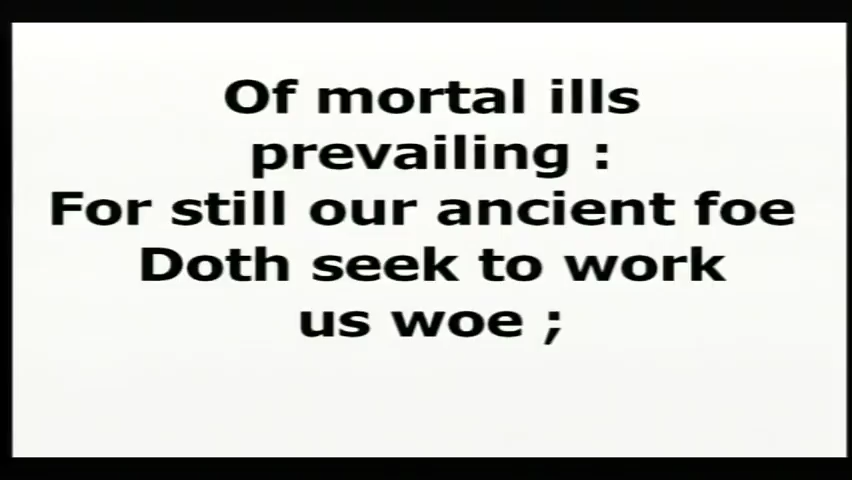 Of mortal ills
prevailing :
For still our ancient foe
Doth seek to work
us woe ;